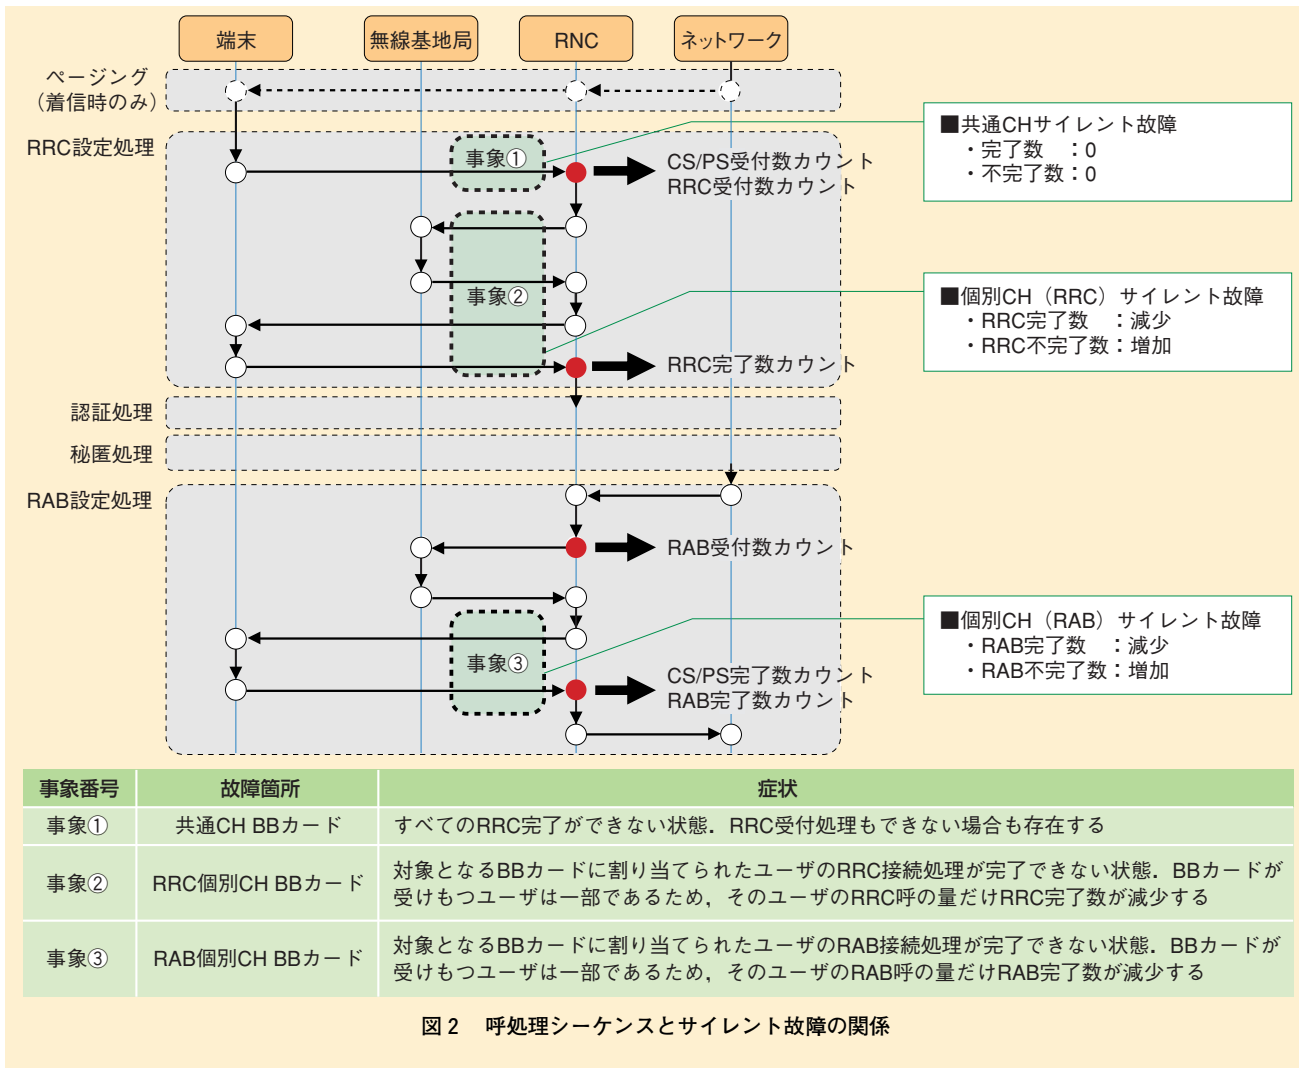 端末
無線基地局
RNC
ネットワーク
ページング
（着信時のみ）
RRC設定処理
事象①
CS/PS受付数カウント
RRC受付数カウント
■共通CHサイレント故障
・完了数　：0
・不完了数：0
事象②
■個別CH（RRC）サイレント故障
・RRC完了数　：減少
・RRC不完了数：増加
RRC完了数カウント
認証処理
秘匿処理
RAB設定処理
RAB受付数カウント
事象③
■個別CH（RAB）サイレント故障
・RAB完了数　：減少
・RAB不完了数：増加
CS/PS完了数カウント
RAB完了数カウント
事象番号　故障箇所　症状
事象①　共通CH BBカード　すべてのRRC完了ができない状態．RRC受付処理もできない場合も存在する
事象②　RRC個別CH BBカード　対象となるBBカードに割り当てられたユーザのRRC接続処理が完了できない状態．BBカードが
受けもつユーザは一部であるため，そのユーザのRRC呼の量だけRRC完了数が減少する
事象③　RAB個別CH BBカード　対象となるBBカードに割り当てられたユーザのRAB接続処理が完了できない状態．BBカードが
受けもつユーザは一部であるため，そのユーザのRAB呼の量だけRAB完了数が減少する
図2　呼処理シーケンスとサイレント故障の関係